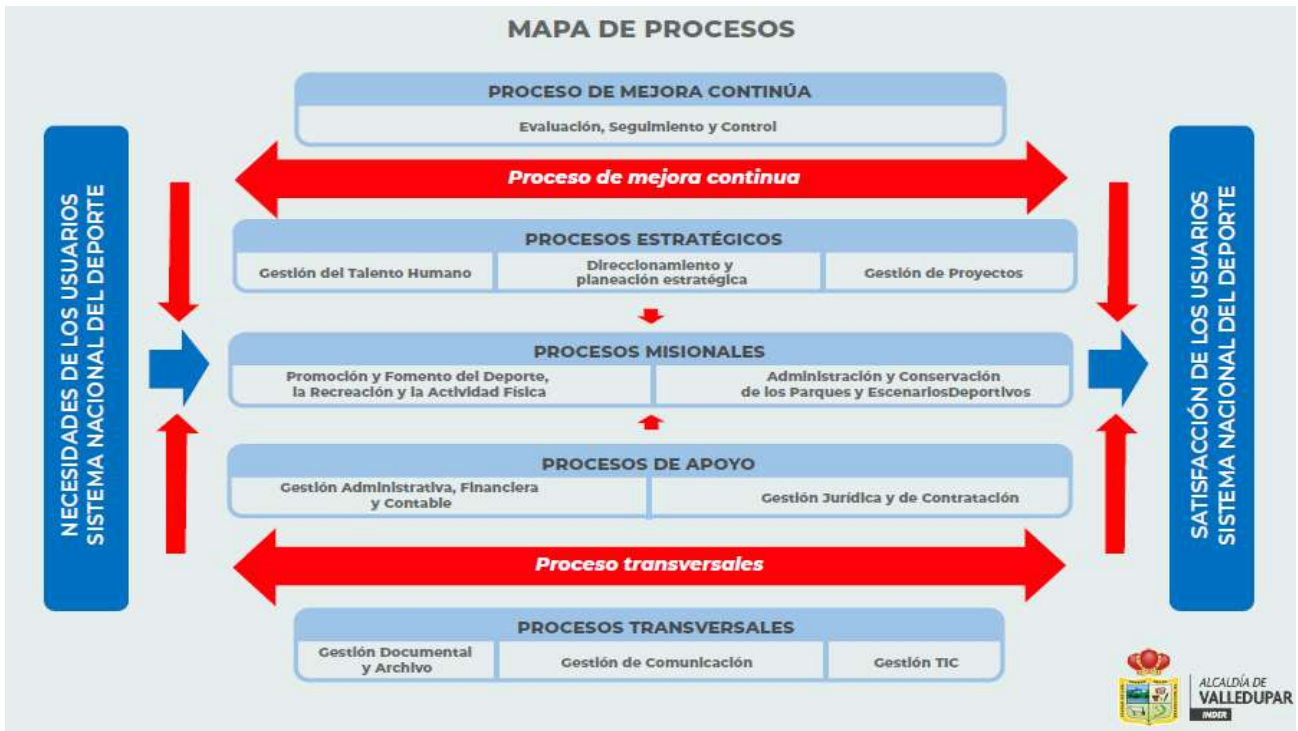 MAPA DE PROCESOS
PROCESO DE MEJORA CONTINÚA
Evaluación, Seguimiento y Control
Proceso de mejora continua
NECESIDADES DE LOS USUARIOS
SISTEMA NACIONAL DEL DEPORTE
PROCESOS ESTRATÉGICOS
Gestión del Talento Humano
Direccionamiento y
planeación estratégica
Gestión de Proyectos
PROCESOS MISIONALES
Promoción y Fomento del Deporte,
la Recreación y la Actividad Física
Administración y Conservación
de los Parques y EscenariosDeportivos
PROCESOS DE APOYO
Gestión Administrativa, Financiera
y Contable
Gestión Jurídica y de Contratación
Proceso transversales
PROCESOS TRANSVERSALES
Gestión Documental
y Archivo
Gestión de Comunicación
Gestión TIC
SATISFACCIÓN DE LOS USUARIOS
SISTEMA NACIONAL DEL DEPORTE
ALCALDÍA DE
VALLEDUPAR
INDER